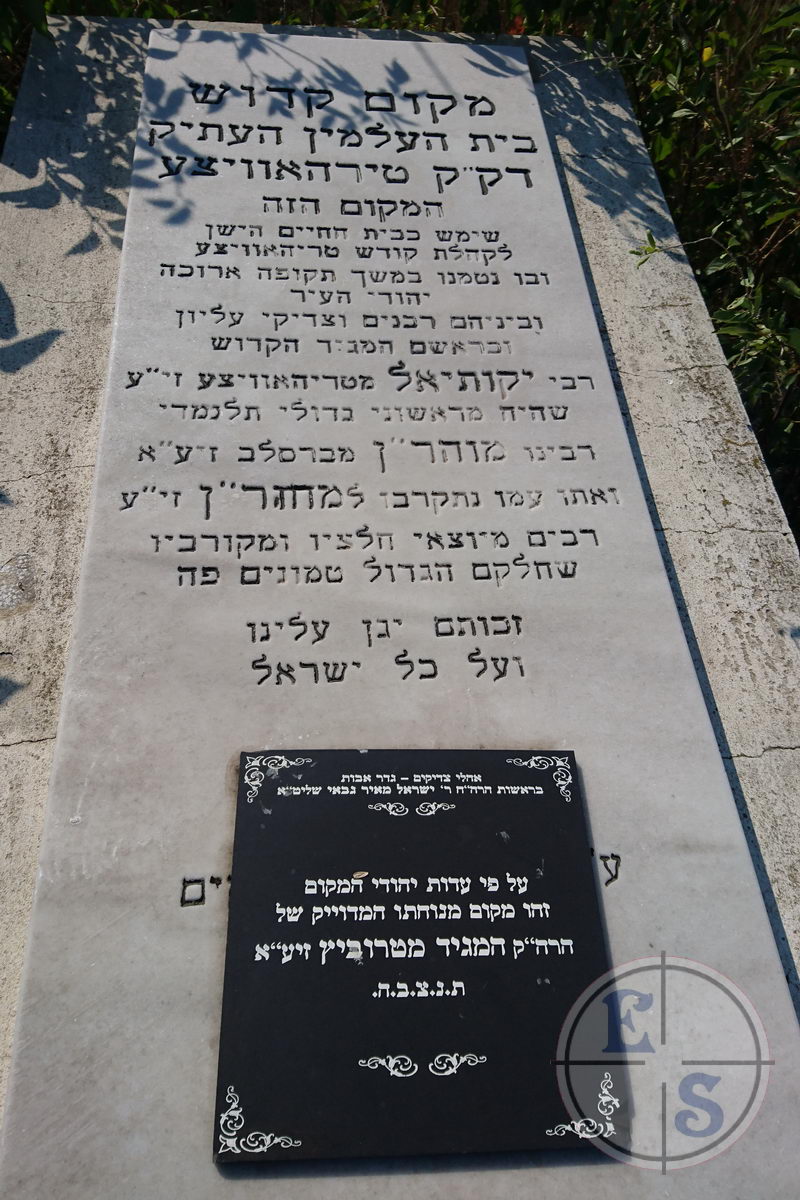 מקום קדוש
בית העלמין העתיק
דק״ק טירהאוויצע
המקום הזה
שימש כבית החיים הישן
לקהלת קודש טריהאוויצע
ובו נטמנו במשך תקופה ארוכה
יהודי העיר
וביניהם רבנים וצדיקי עליון
ובראשם המגיד הקדוש
רבי יקותיאל מטריהאוויצע זי״ע
שהיה מראשוני גדולי תלמדי
רבינו מוהר״ן מברסלב זיע״א
ואתו עמו נתקרבו למוהר״ן זי״ע
רבים מיוצאי חלציו ומקורביו
שחלקם הגדול טמונים פה
זכותם יגן עלינו
ועל כל ישראל
אהלי צדיקים – גדר אבות
בראשות הרה״ח ר׳ ישראל מאיר גבאי שליט״א
על פי עדות יהודי המקום
זהו מקום מנוחתו המדוייק של
הרה״ק המגיד מטרוביץ זיע״א
ת.נ.צ.ב.ה.
E
S